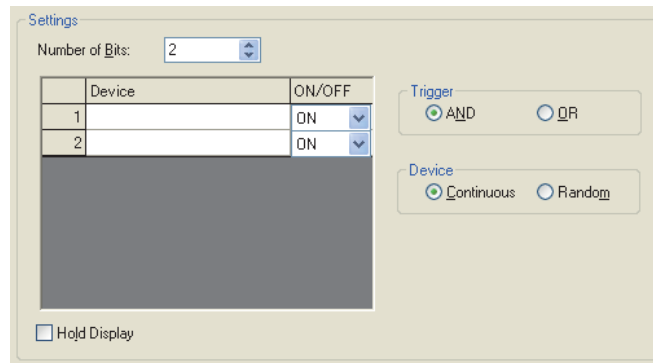 Settings
Number of Bits: 2
Device ON/OFF
1 ON
2 ON
Trigger
AND OR
Device
Continuous Random
Hold Display